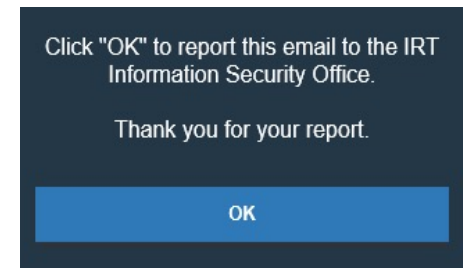 Click "OK" to report this email to the IRT
Information Security Office.
Thank you for your report.
OK